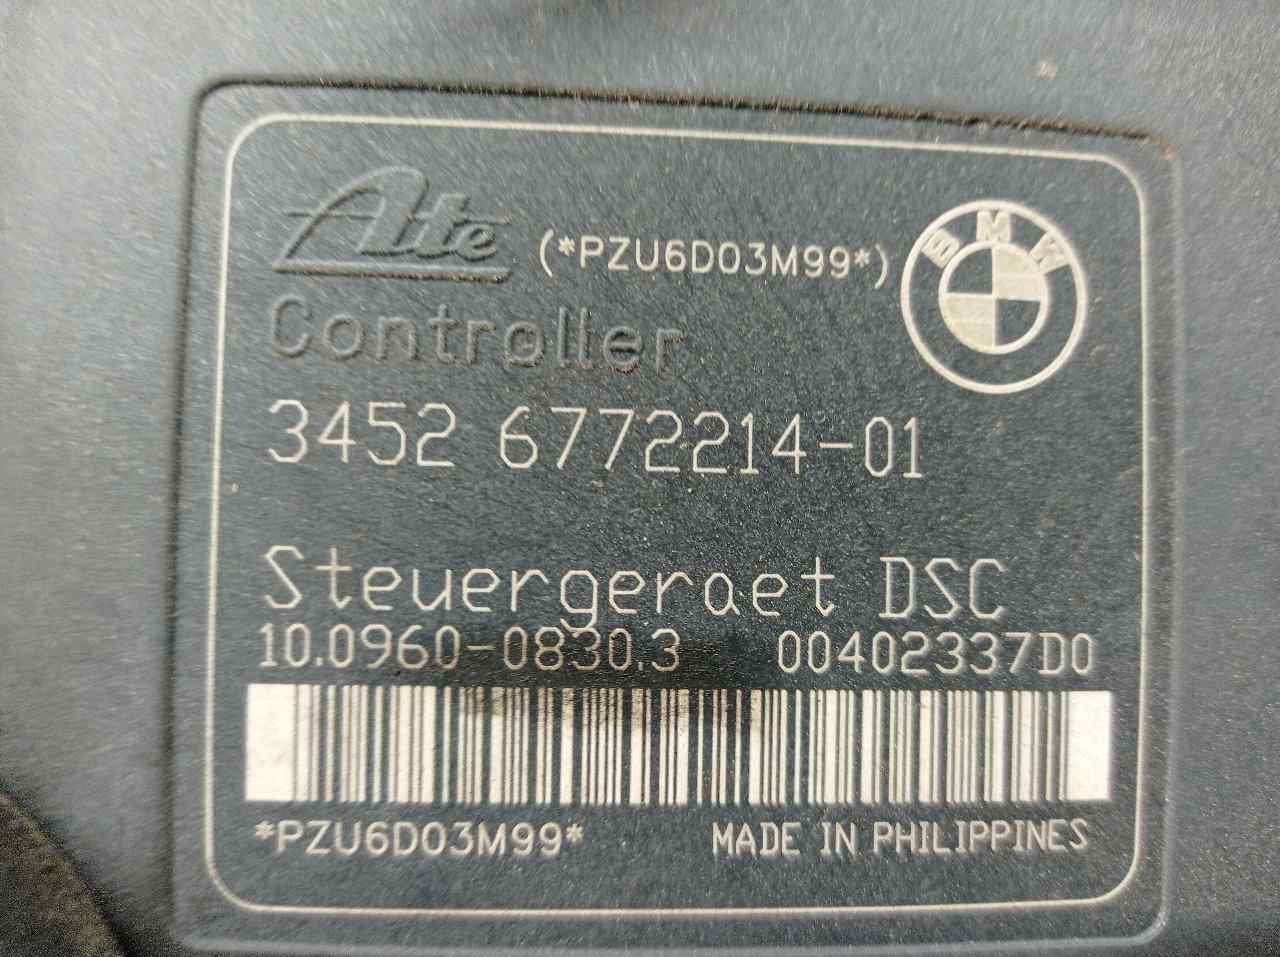 Ate (*PZU6D03M99*) BMW
Controller
3452 6772214-01
Steuergeraet DSC
10.0960-0830.3 00402337D0
*PZU6D03M99* MADE IN PHILIPPINES